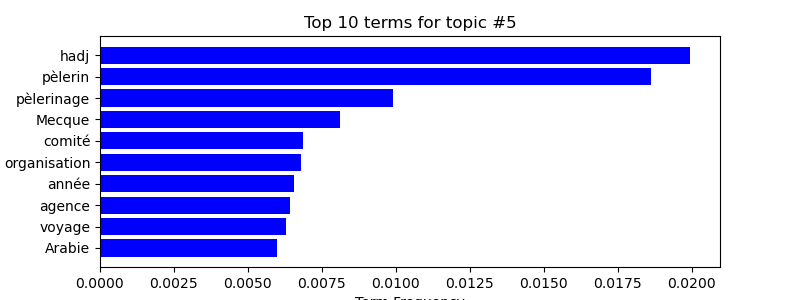 Top 10 terms for topic #5
hadj
pèlerin
pèlerinage
Mecque
comité
organisation
année
agence
voyage
Arabie
0.0000 0.0025 0.0050 0.0075 0.0100 0.0125 0.0150 0.0175 0.0200
Term Frequency